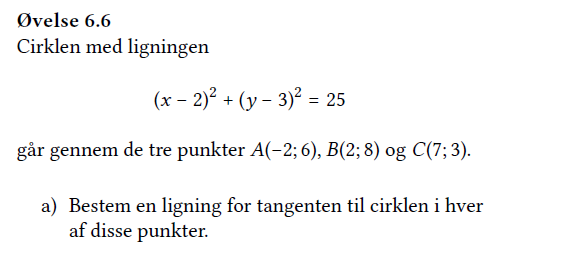 Øvelse 6.6
Cirklen med ligningen
(x − 2)² + (y − 3)² = 25
går gennem de tre punkter A(−2; 6), B(2; 8) og C(7; 3).
a) Bestem en ligning for tangenten til cirklen i hver
af disse punkter.